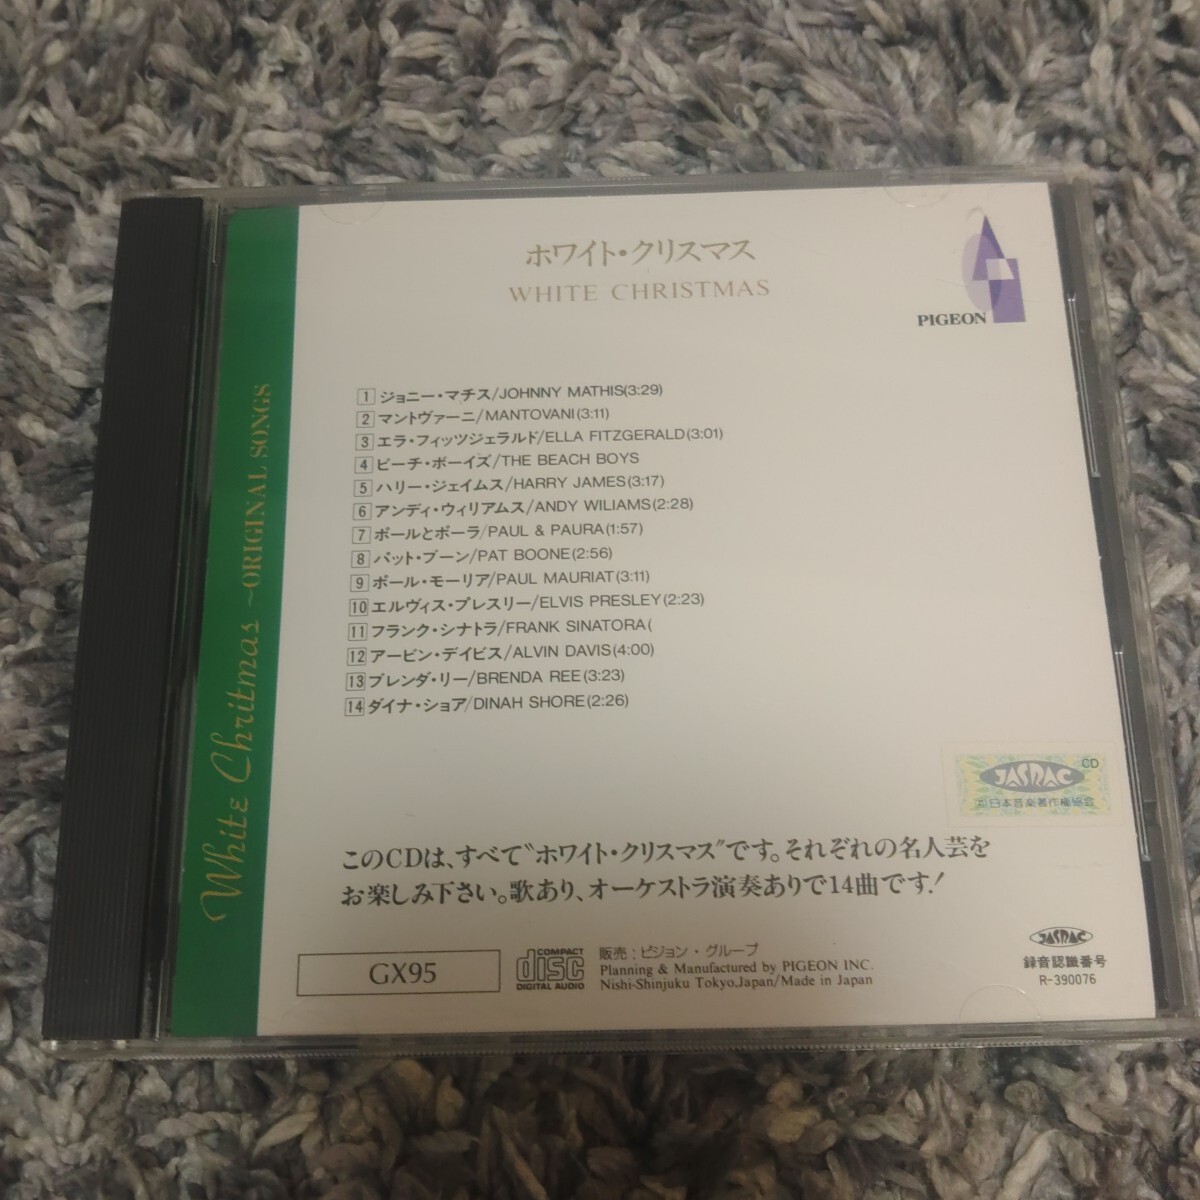 ホワイト・クリスマス
WHITE CHRISTMAS
PIGEON
White Chritmas ~ORIGINAL SONGS
1 ジョニー・マチス/JOHNNY MATHIS(3:29)
2 マントヴァーニ/MANTOVANI(3:11)
3 エラ・フィッツジェラルド/ELLA FITZGERALD(3:01)
4 ビーチ・ボーイズ/THE BEACH BOYS
5 ハリー・ジェイムス/HARRY JAMES(3:17)
6 アンディ・ウィリアムス/ANDY WILIAMS(2:28)
7 ポールとポーラ/PAUL & PAURA(1:57)
8 パット・ブーン/PAT BOONE(2:56)
9 ポール・モーリア/PAUL MAURIAT(3:11)
10 エルヴィス・プレスリー/ELVIS PRESLEY(2:23)
11 フランク・シナトラ/FRANK SINATORA(
12 アービン・デイビス/ALVIN DAVIS(4:00)
13 ブレンダ・リー/BRENDA REE(3:23)
14 ダイナ・ショア/DINAH SHORE(2:26)
CD
JASRAC
㈳日本音楽著作権協会
このCDは、すべて〝ホワイト・クリスマス〟です。それぞれの名人芸を
お楽しみ下さい。歌あり、オーケストラ演奏ありで14曲です!
GX95
COMPACT
disc
DIGITAL AUDIO
販売:ピジョン・グループ
Planning & Manufactured by PIGEON INC.
Nishi-Shinjuku Tokyo,Japan/Made in Japan
JASRAC
録音認識番号
R-390076